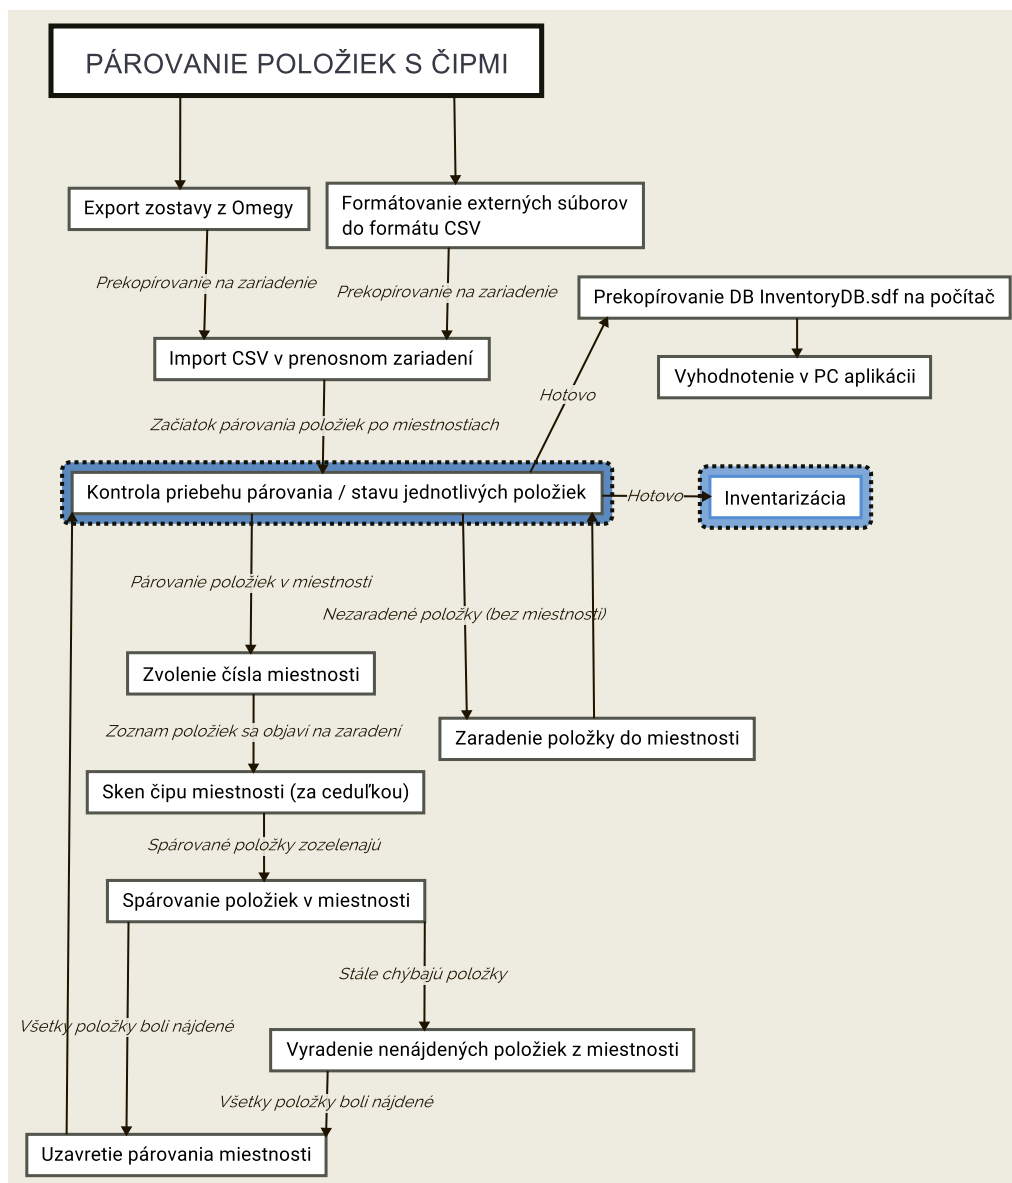 PÁROVANIE POLOŽIEK S ČIPMI
Export zostavy z Omegy
Formátovanie externých súborov
do formátu CSV
Prekopírovanie na zariadenie
Prekopírovanie na zariadenie
Prekopírovanie DB InventoryDB.sdf na počítač
Import CSV v prenosnom zariadení
Vyhodnotenie v PC aplikácii
Hotovo
Začiatok párovania položiek po miestnostiach
Kontrola priebehu párovania / stavu jednotlivých položiek
Hotovo
Inventarizácia
Párovanie položiek v miestnosti
Nezaradené položky (bez miestnosti)
Zvolenie čísla miestnosti
Zoznam položiek sa objaví na zaradení
Zaradenie položky do miestnosti
Sken čipu miestnosti (za ceduľkou)
Spárované položky zozelenajú
Spárovanie položiek v miestnosti
Stále chýbajú položky
Všetky položky boli nájdené
Vyradenie nenájdených položiek z miestnosti
Všetky položky boli nájdené
Uzavretie párovania miestnosti